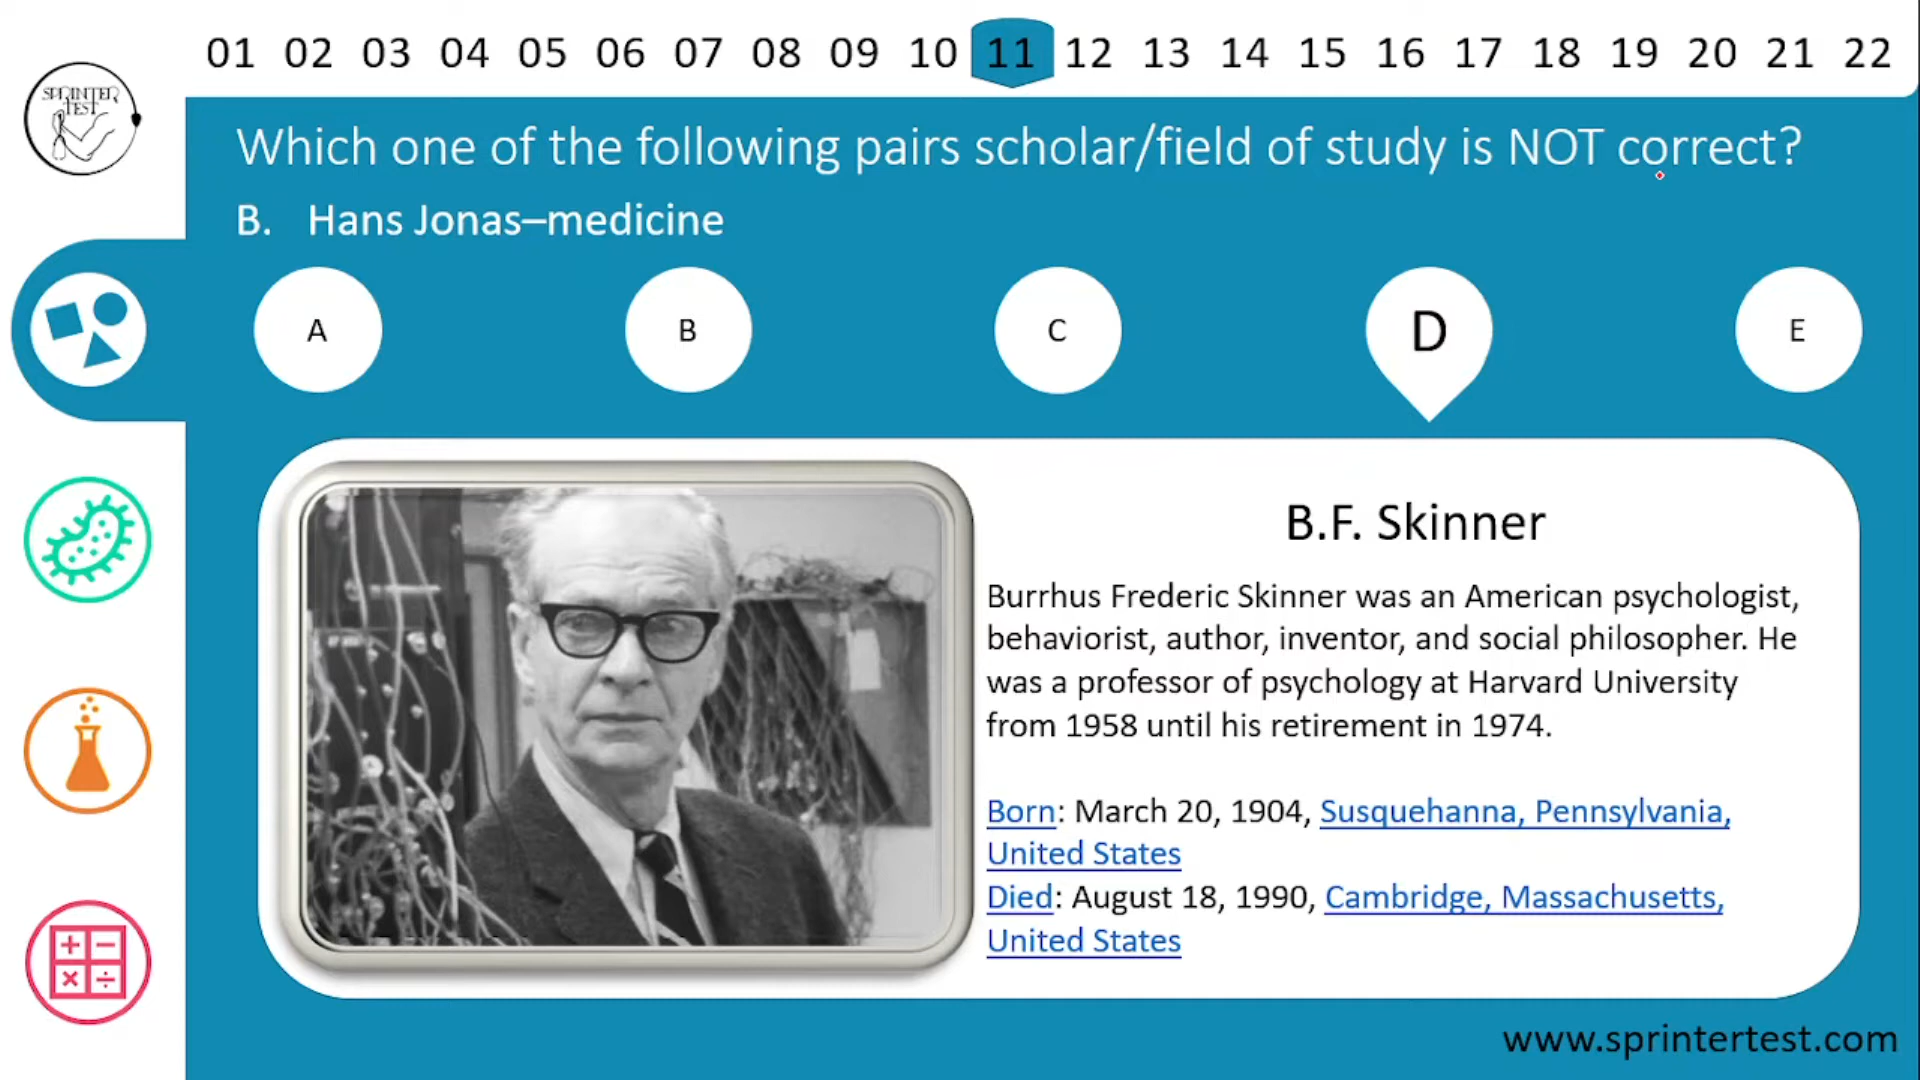 01 02 03 04 05 06 07 08 09 10 11 12 13 14 15 16 17 18 19 20 21 22
SPRINTER
TEST
Which one of the following pairs scholar/field of study is NOT correct?
B. Hans Jonas–medicine
A B C D E
B.F. Skinner
Burrhus Frederic Skinner was an American psychologist,
behaviorist, author, inventor, and social philosopher. He
was a professor of psychology at Harvard University
from 1958 until his retirement in 1974.
Born: March 20, 1904, Susquehanna, Pennsylvania,
United States
Died: August 18, 1990, Cambridge, Massachusetts,
United States
+ −
× ÷
www.sprintertest.com